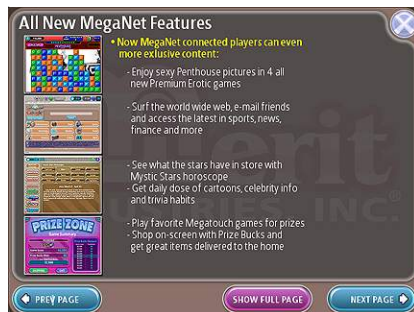 All New MegaNet Features
• Now MegaNet connected players can even
more exlusive content:
- Enjoy sexy Penthouse pictures in 4 all
new Premium Erotic games
- Surf the world wide web, e-mail friends
and access the latest in sports, news,
finance and more
- See what the stars have in store with
Mystic Stars horoscope
- Get daily dose of cartoons, celebrity info
and trivia habits
- Play favorite Megatouch games for prizes
- Shop on-screen with Prize Bucks and
get great items delivered to the home
PRIZE ZONE
PREV PAGE
SHOW FULL PAGE
NEXT PAGE